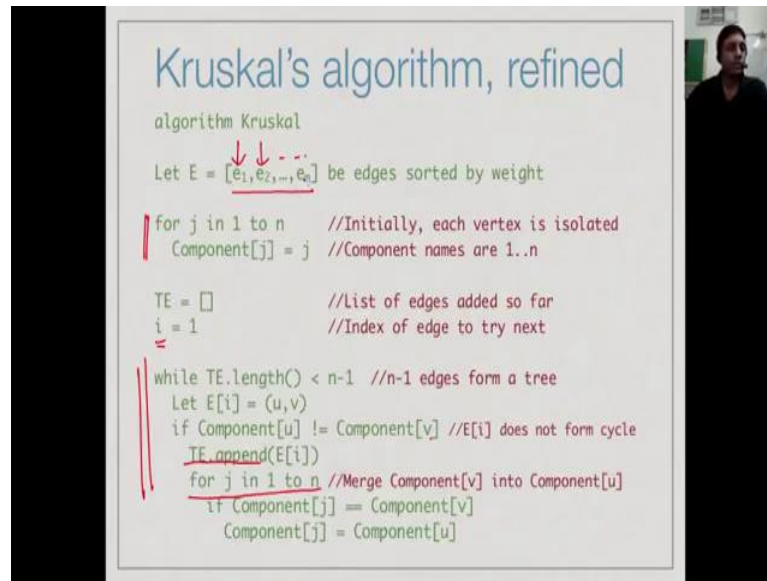 Kruskal's algorithm, refined
algorithm Kruskal
Let E = [e₁,e₂,…,eₙ] be edges sorted by weight
for j in 1 to n //Initially, each vertex is isolated
Component[j] = j //Component names are 1..n
TE = [] //List of edges added so far
i = 1 //Index of edge to try next
while TE.length() < n-1 //n-1 edges form a tree
Let E[i] = (u,v)
if Component[u] != Component[v] //E[i] does not form cycle
TE.append(E[i])
for j in 1 to n //Merge Component[v] into Component[u]
if Component[j] == Component[v]
Component[j] = Component[u]